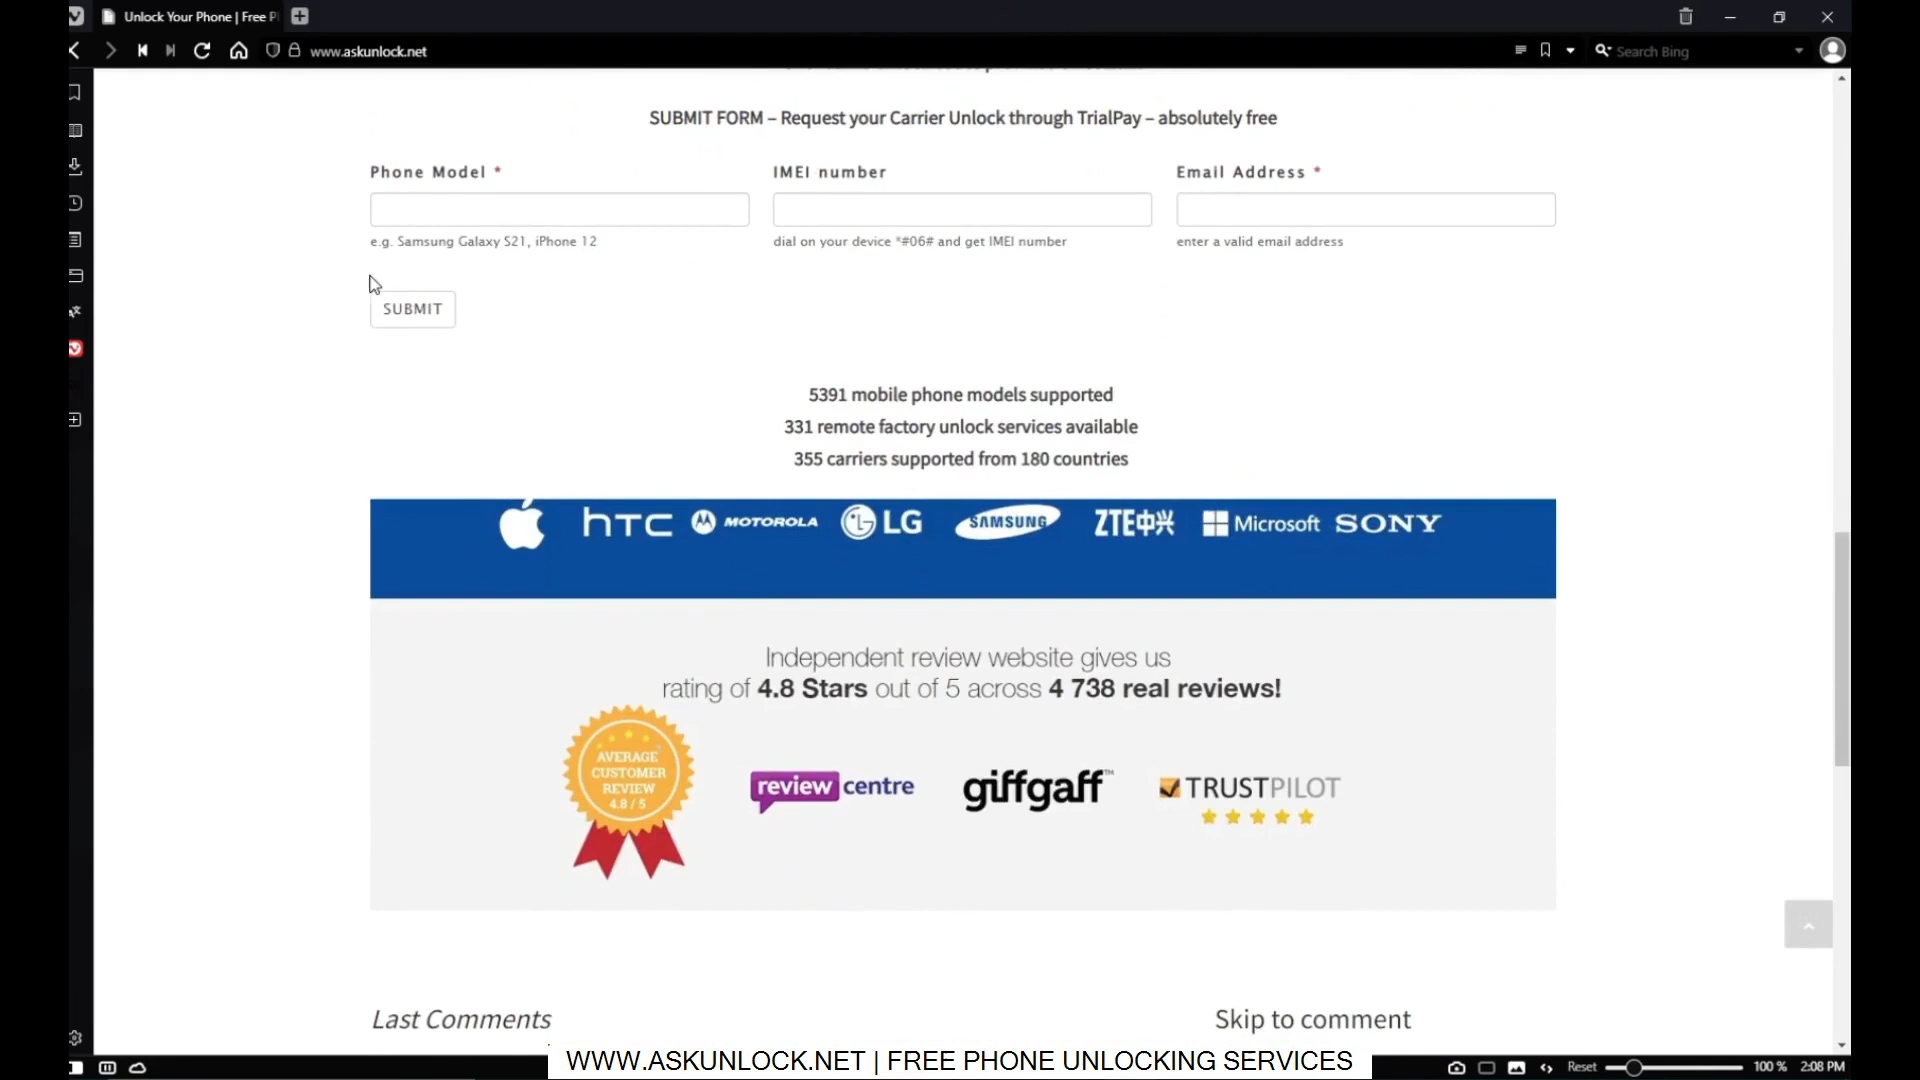 Unlock Your Phone | Free P
www.askunlock.net
Search Bing
SUBMIT FORM – Request your Carrier Unlock through TrialPay – absolutely free
Phone Model *
IMEI number
Email Address *
e.g. Samsung Galaxy S21, iPhone 12
dial on your device *#06# and get IMEI number
enter a valid email address
SUBMIT
5391 mobile phone models supported
331 remote factory unlock services available
355 carriers supported from 180 countries
hTC
MOTOROLA
LG
SAMSUNG
ZTE中兴
Microsoft
SONY
Independent review website gives us
rating of 4.8 Stars out of 5 across 4 738 real reviews!
AVERAGE
CUSTOMER
REVIEW
4.8 / 5
review centre
giffgaff™
TRUSTPILOT
Last Comments
Skip to comment
WWW.ASKUNLOCK.NET | FREE PHONE UNLOCKING SERVICES
Reset
100 %
2:08 PM